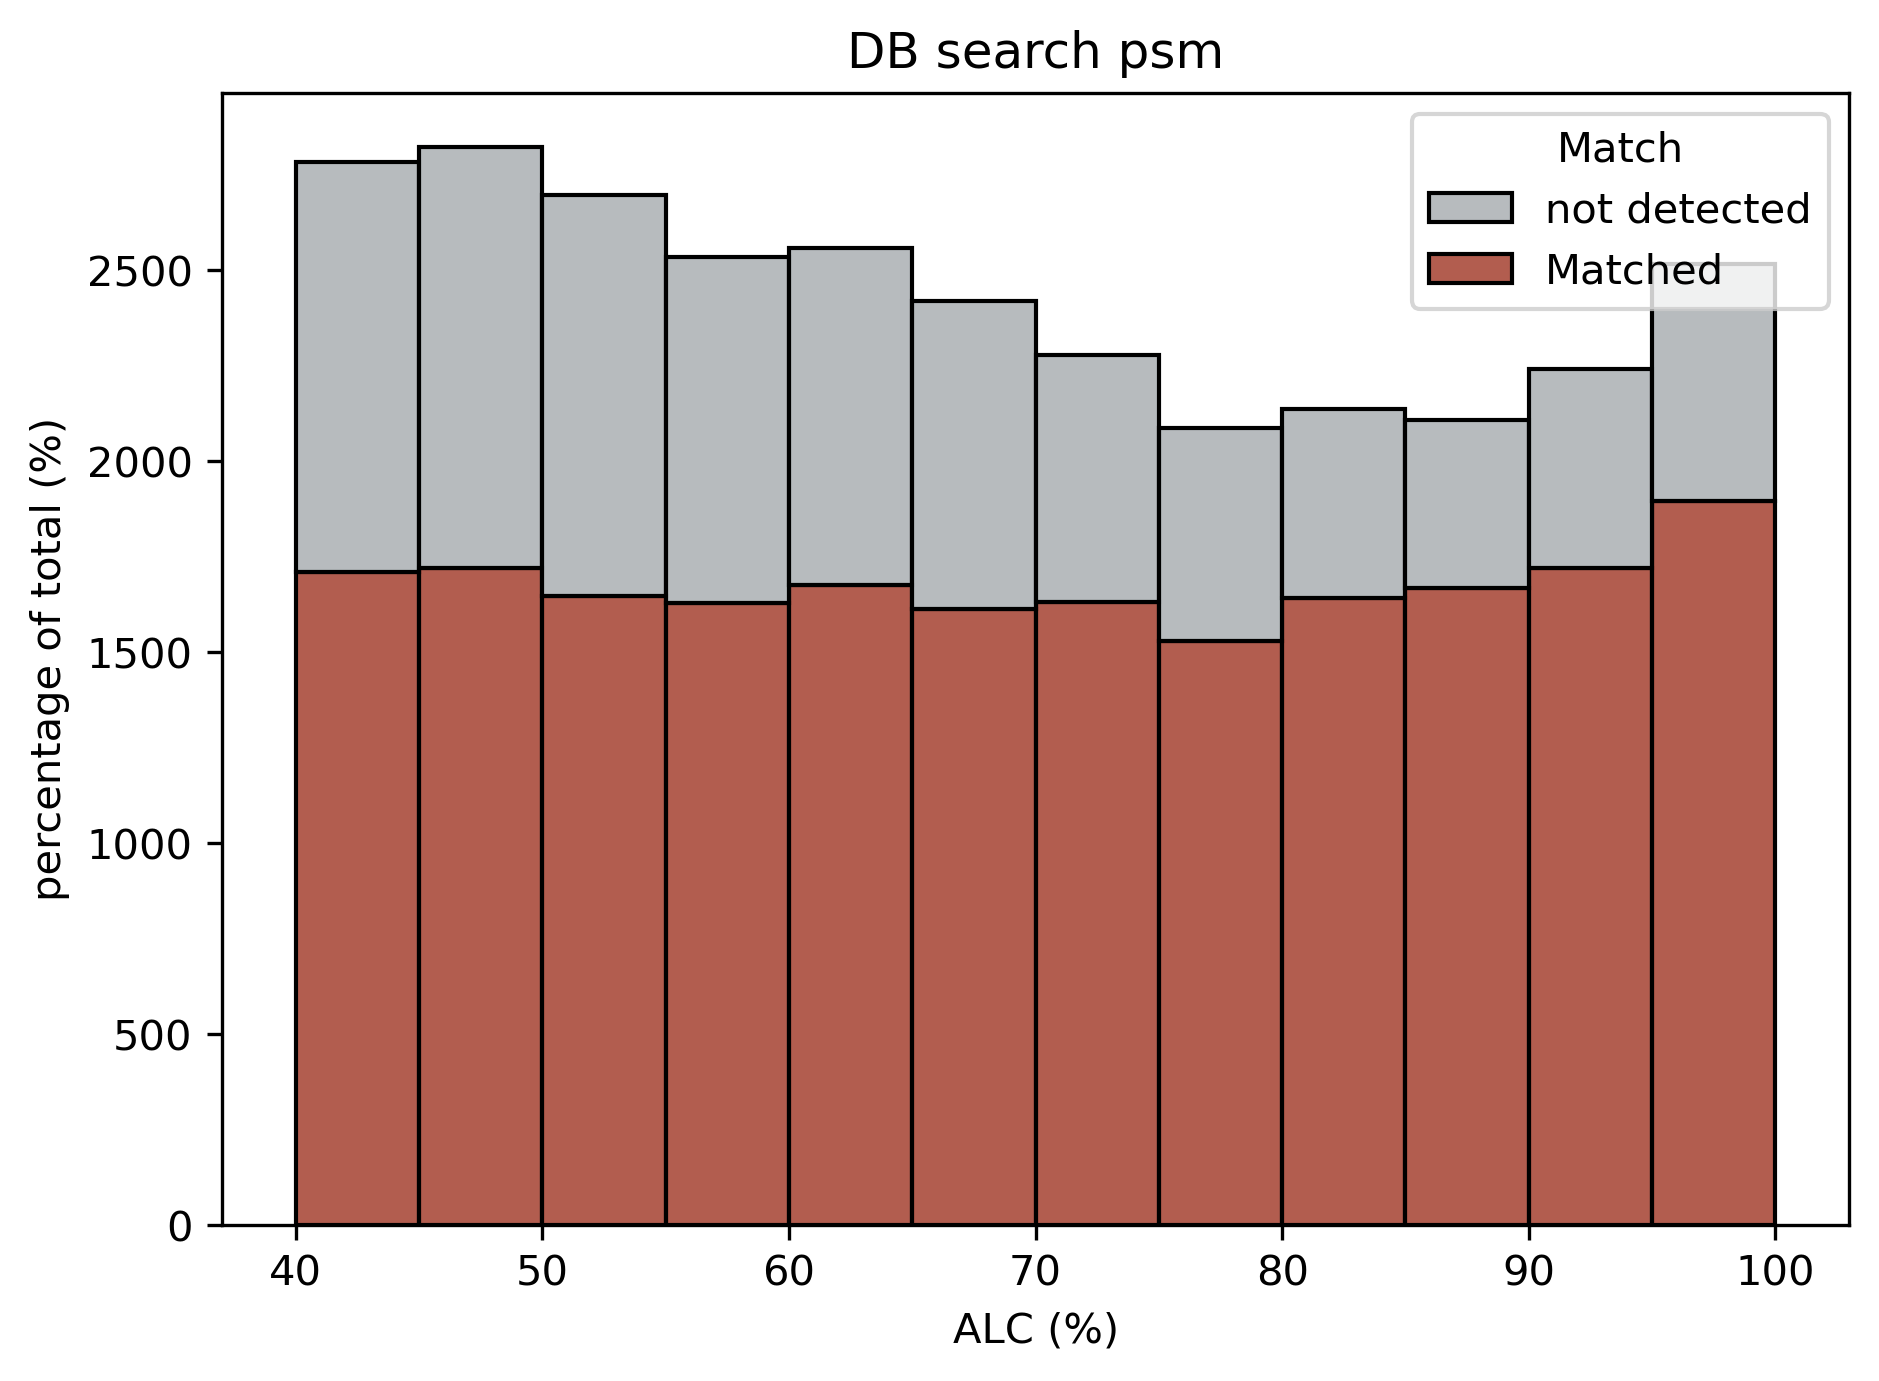 DB search psm
Match
not detected
Matched
percentage of total (%)
2500
2000
1500
1000
500
0
40 50 60 70 80 90 100
ALC (%)